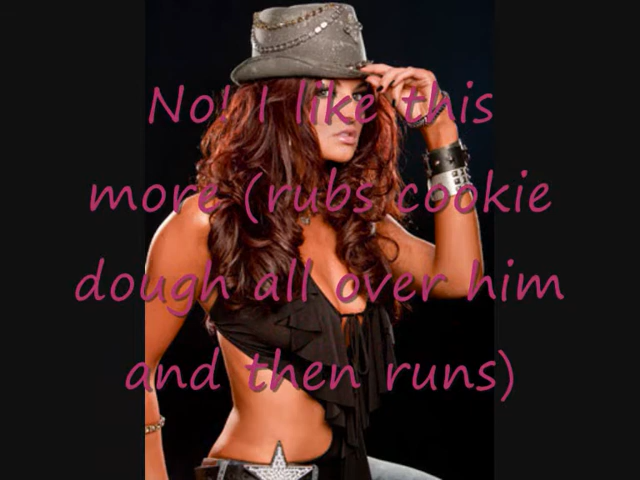 No! I like this
more (rubs cookie
dough all over him
and then runs)